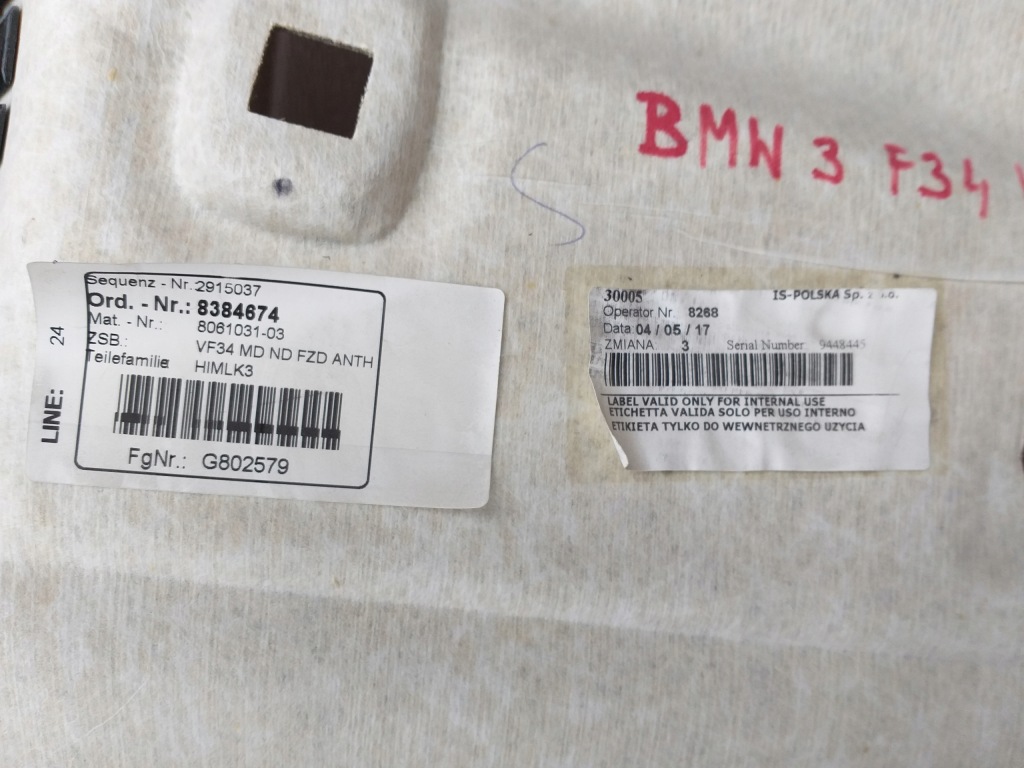 BMW 3 F34
LINE: 24
Sequenz - Nr.:2915037
Ord. - Nr.: 8384674
Mat. - Nr.: 8061031-03
ZSB.: VF34 MD ND FZD ANTH
Teilefamilie HIMLK3
FgNr.: G802579
30005
IS-POLSKA Sp. z o.o.
Operator Nr. 8268
Data 04 / 05 / 17
ZMIANA 3 Serial Number 9448445
LABEL VALID ONLY FOR INTERNAL USE
ETICHETTA VALIDA SOLO PER USO INTERNO
ETIKIETA TYLKO DO WEWNETRZNEGO UZYCIA